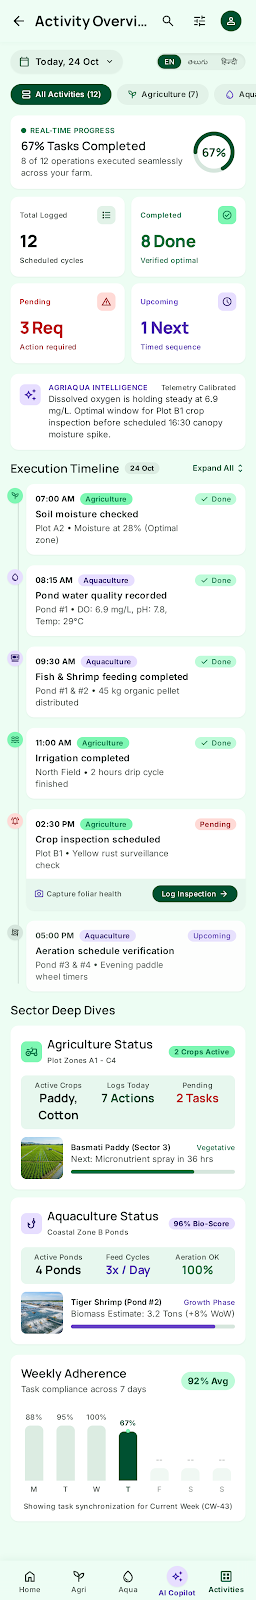 Activity Overvi...
Today, 24 Oct
EN తెలుగు हिन्दी
All Activities (12) Agriculture (7) Aqua
REAL-TIME PROGRESS
67% Tasks Completed
8 of 12 operations executed seamlessly
across your farm.
67%
Total Logged
12
Scheduled cycles
Completed
8 Done
Verified optimal
Pending
3 Req
Action required
Upcoming
1 Next
Timed sequence
AGRIAQUA INTELLIGENCE Telemetry Calibrated
Dissolved oxygen is holding steady at 6.9
mg/L. Optimal window for Plot B1 crop
inspection before scheduled 16:30 canopy
moisture spike.
Execution Timeline 24 Oct Expand All
07:00 AM Agriculture Done
Soil moisture checked
Plot A2 • Moisture at 28% (Optimal
zone)
08:15 AM Aquaculture Done
Pond water quality recorded
Pond #1 • DO: 6.9 mg/L, pH: 7.8,
Temp: 29°C
09:30 AM Aquaculture Done
Fish & Shrimp feeding completed
Pond #1 & #2 • 45 kg organic pellet
distributed
11:00 AM Agriculture Done
Irrigation completed
North Field • 2 hours drip cycle
finished
02:30 PM Agriculture Pending
Crop inspection scheduled
Plot B1 • Yellow rust surveillance
check
Capture foliar health Log Inspection →
05:00 PM Aquaculture Upcoming
Aeration schedule verification
Pond #3 & #4 • Evening paddle
wheel timers
Sector Deep Dives
Agriculture Status
Plot Zones A1 - C4
2 Crops Active
Active Crops
Paddy,
Cotton
Logs Today
7 Actions
Pending
2 Tasks
Basmati Paddy (Sector 3) Vegetative
Next: Micronutrient spray in 36 hrs
Aquaculture Status
Coastal Zone B Ponds
96% Bio-Score
Active Ponds
4 Ponds
Feed Cycles
3x / Day
Aeration OK
100%
Tiger Shrimp (Pond #2) Growth Phase
Biomass Estimate: 3.2 Tons (+8% WoW)
Weekly Adherence
Task compliance across 7 days
92% Avg
88% 95% 100% 67% -- -- --
M T W T F S S
Showing task synchronization for Current Week (CW-43)
Home Agri Aqua AI Copilot Activities